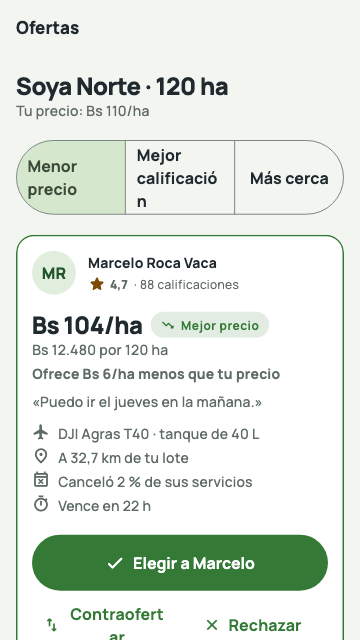 Ofertas
Soya Norte · 120 ha
Tu precio: Bs 110/ha
Menor
precio
Mejor
calificació
n
Más cerca
MR
Marcelo Roca Vaca
4,7 · 88 calificaciones
Bs 104/ha
Mejor precio
Bs 12.480 por 120 ha
Ofrece Bs 6/ha menos que tu precio
«Puedo ir el jueves en la mañana.»
DJI Agras T40 · tanque de 40 L
A 32,7 km de tu lote
Canceló 2 % de sus servicios
Vence en 22 h
Elegir a Marcelo
Contraofert
ar
Rechazar